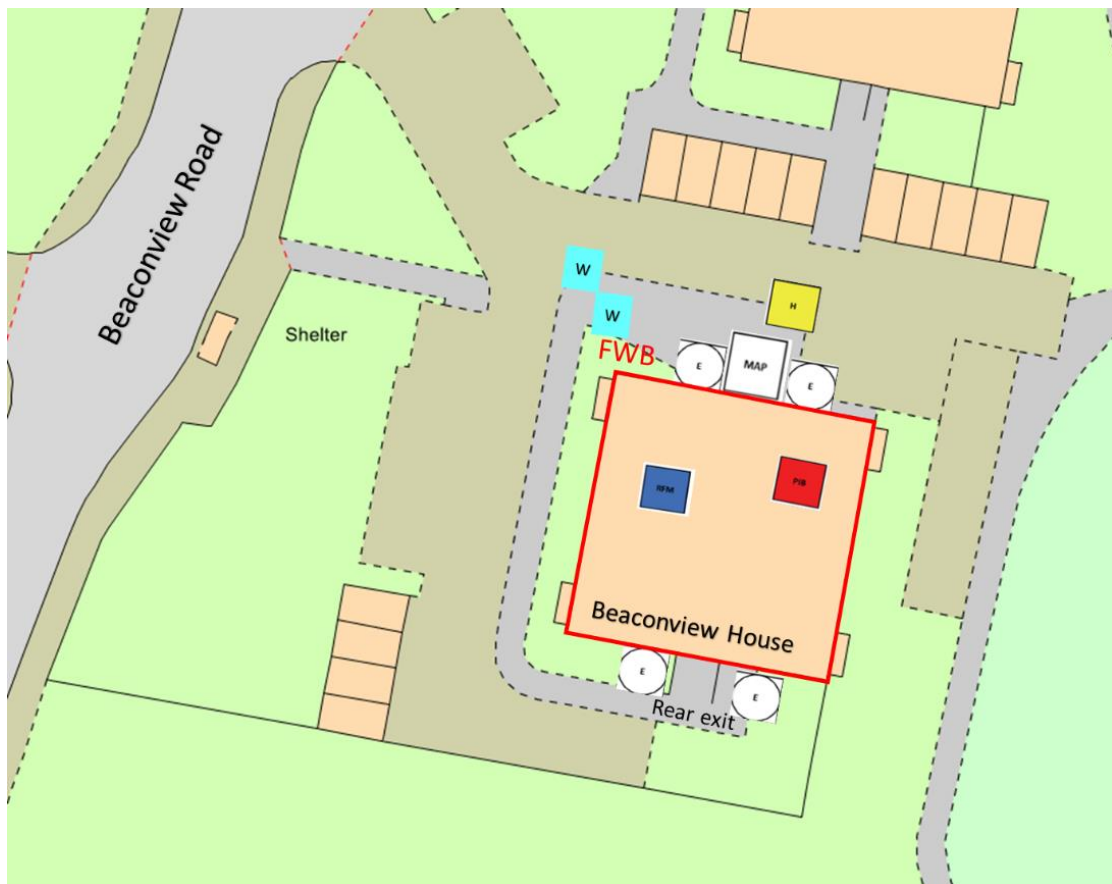 Beaconview Road
W
H
W
Shelter
FWB
E
MAP
E
RFM
PIB
Beaconview House
E
E
Rear exit